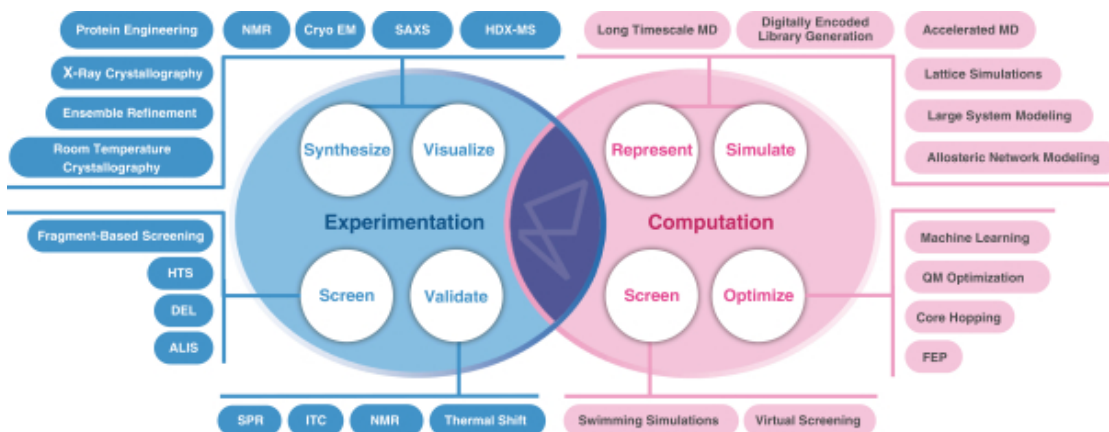 Protein Engineering
NMR
Cryo EM
SAXS
HDX-MS
Long Timescale MD
Digitally Encoded
Library Generation
Accelerated MD
X-Ray Crystallography
Lattice Simulations
Ensemble Refinement
Large System Modeling
Room Temperature
Crystallography
Allosteric Network Modeling
Synthesize
Visualize
Represent
Simulate
Experimentation
Computation
Fragment-Based Screening
HTS
DEL
ALIS
Screen
Validate
Screen
Optimize
Machine Learning
QM Optimization
Core Hopping
FEP
SPR
ITC
NMR
Thermal Shift
Swimming Simulations
Virtual Screening